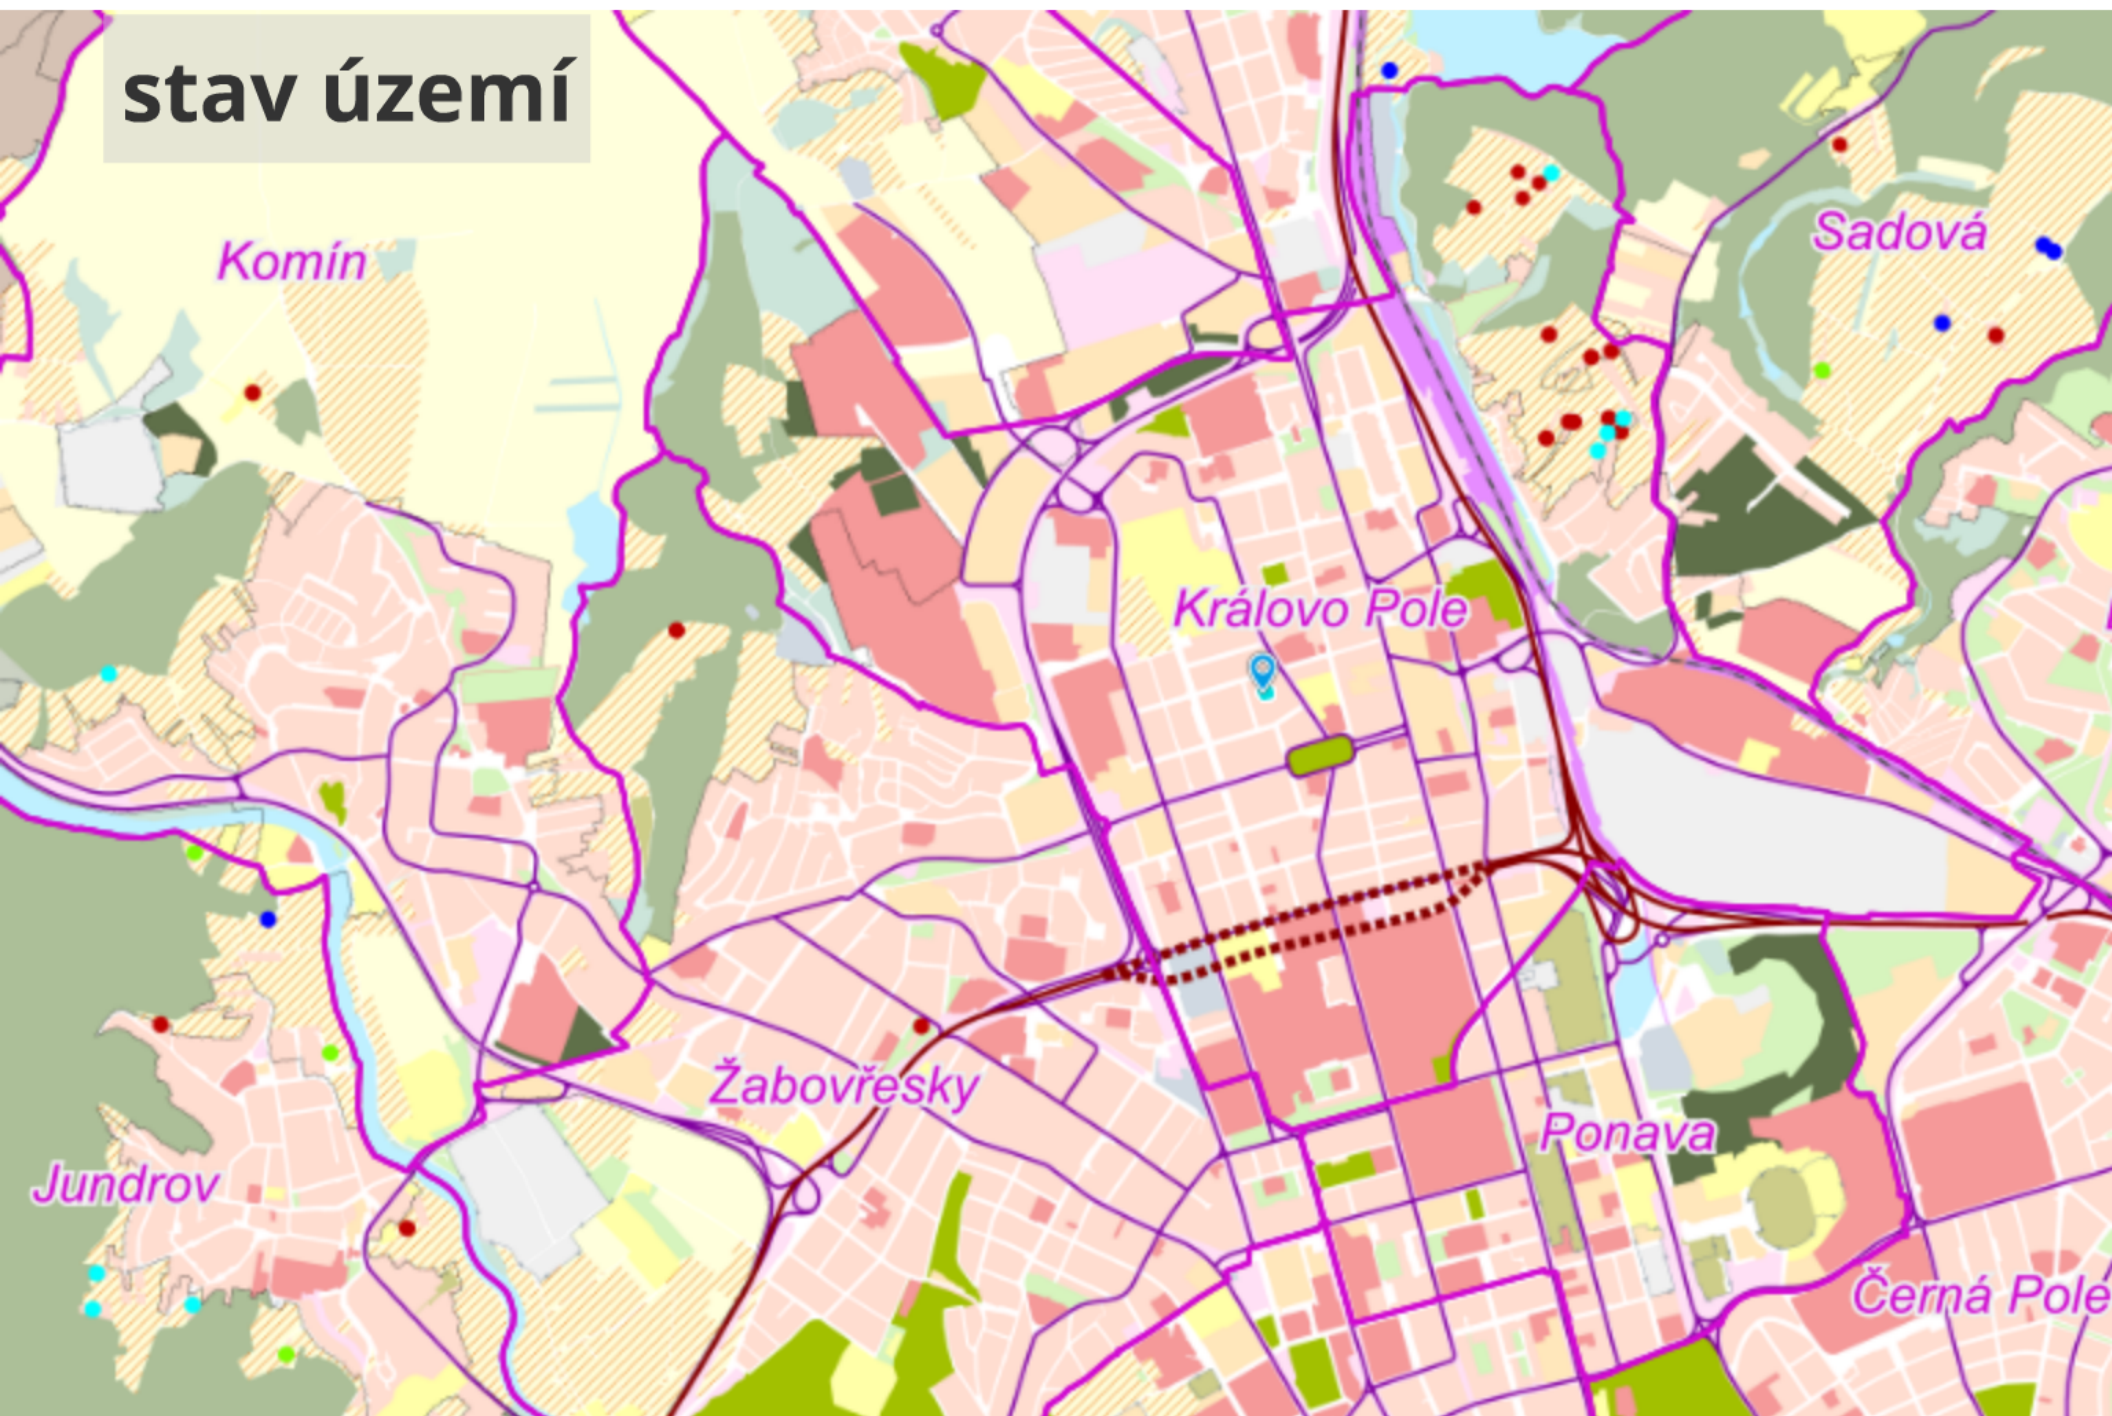 stav území
Sadová
Komín
Královo Pole
Žabovřesky
Ponava
Jundrov
Černá Pole